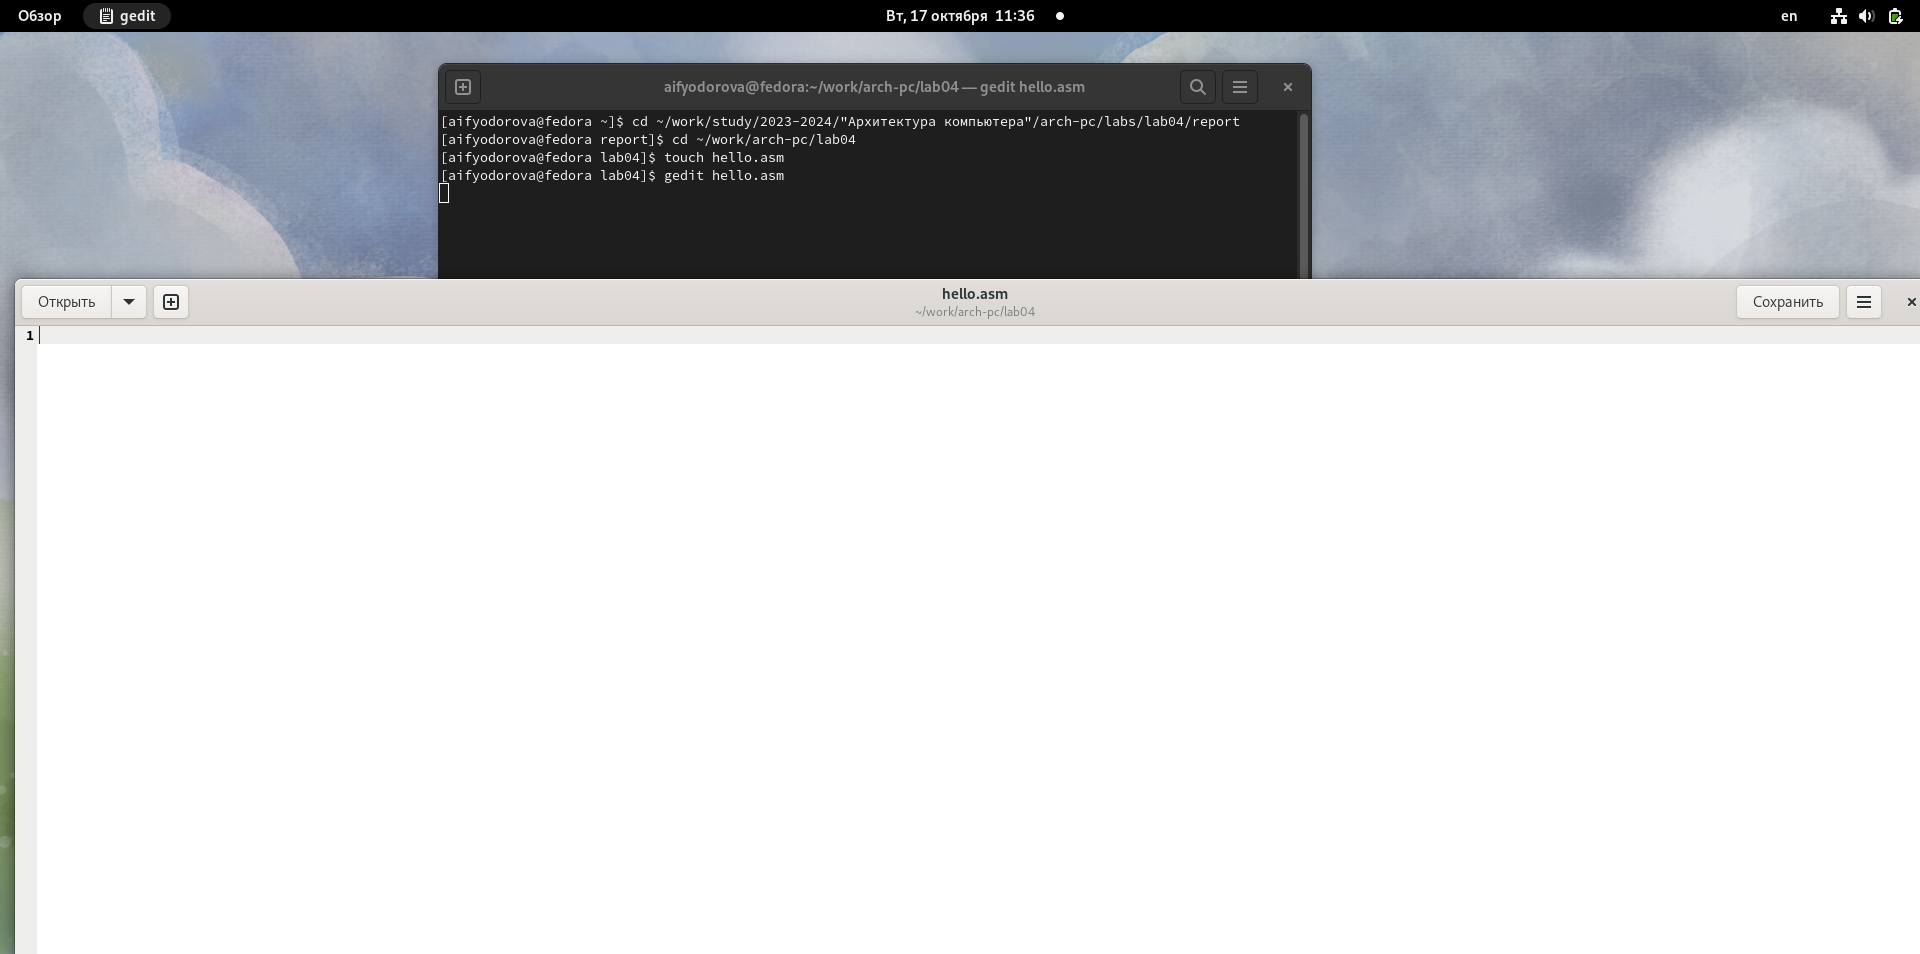 Обзор gedit Вт, 17 октября 11:36 en
aifyodorova@fedora:~/work/arch-pc/lab04 — gedit hello.asm
[aifyodorova@fedora ~]$ cd ~/work/study/2023-2024/"Архитектура компьютера"/arch-pc/labs/lab04/report
[aifyodorova@fedora report]$ cd ~/work/arch-pc/lab04
[aifyodorova@fedora lab04]$ touch hello.asm
[aifyodorova@fedora lab04]$ gedit hello.asm
Открыть hello.asm Сохранить
~/work/arch-pc/lab04
1